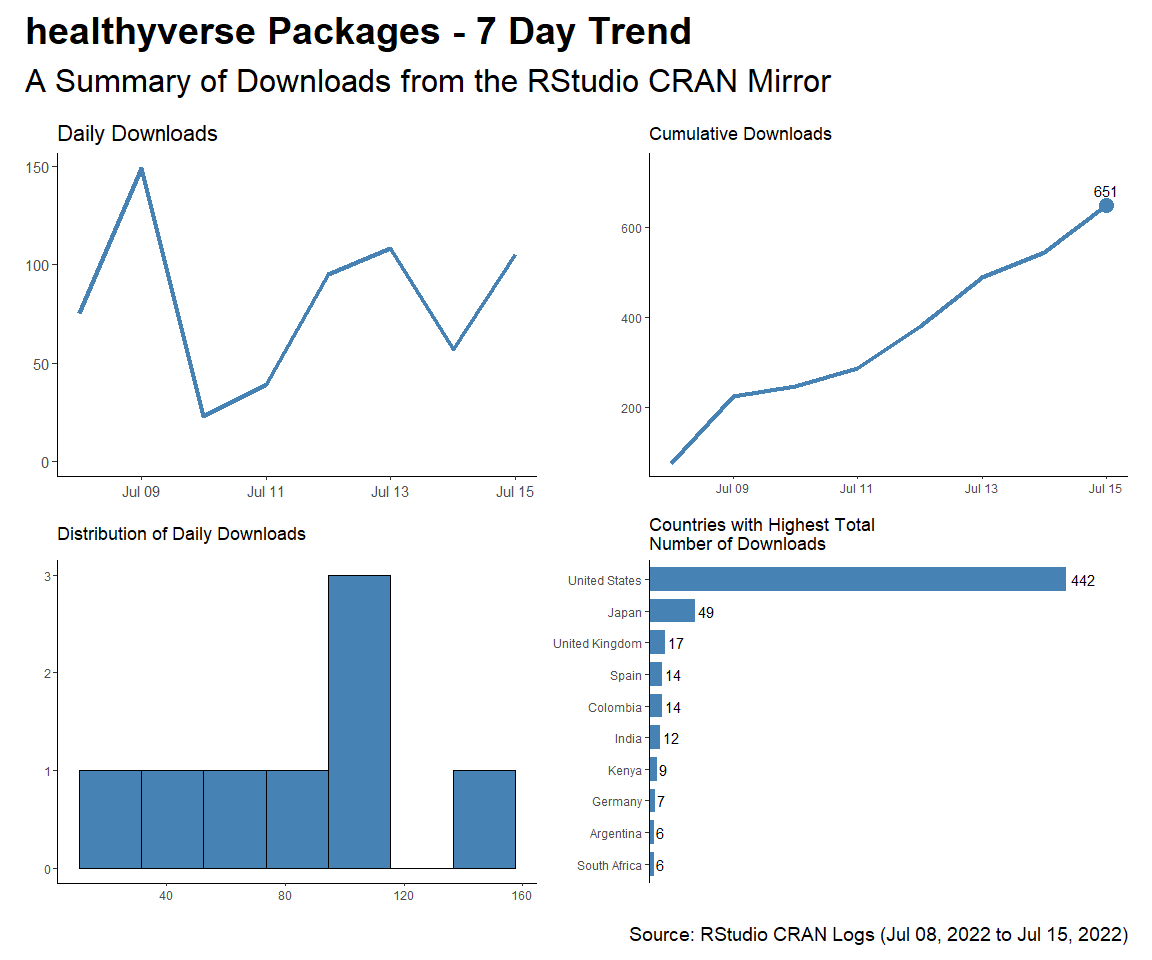 healthyverse Packages - 7 Day Trend
A Summary of Downloads from the RStudio CRAN Mirror
Daily Downloads
150
100
50
0
Jul 09 Jul 11 Jul 13 Jul 15
Cumulative Downloads
651
600
400
200
Jul 09 Jul 11 Jul 13 Jul 15
Distribution of Daily Downloads
3
2
1
0
40 80 120 160
Countries with Highest Total
Number of Downloads
United States 442
Japan 49
United Kingdom 17
Spain 14
Colombia 14
India 12
Kenya 9
Germany 7
Argentina 6
South Africa 6
Source: RStudio CRAN Logs (Jul 08, 2022 to Jul 15, 2022)